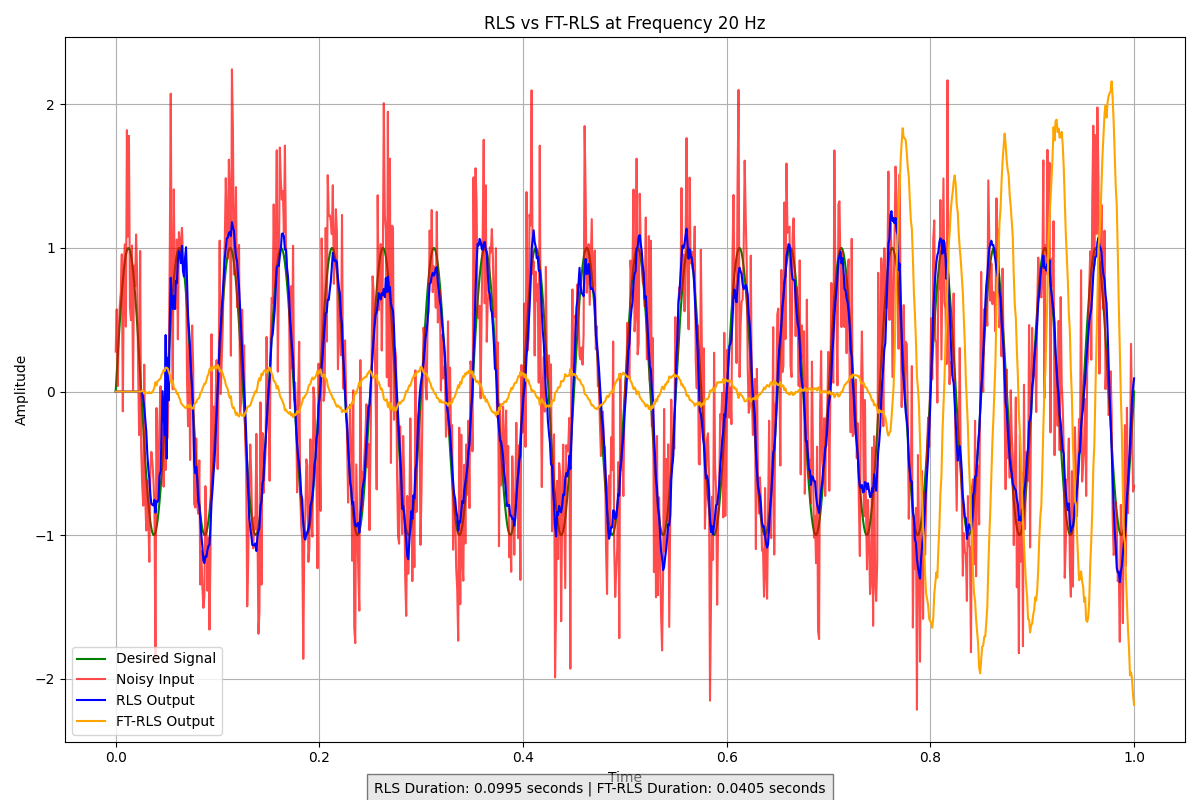 RLS vs FT-RLS at Frequency 20 Hz
Amplitude
2
1
0
−1
−2
Desired Signal
Noisy Input
RLS Output
FT-RLS Output
0.0 0.2 0.4 0.6 0.8 1.0
Time
RLS Duration: 0.0995 seconds | FT-RLS Duration: 0.0405 seconds